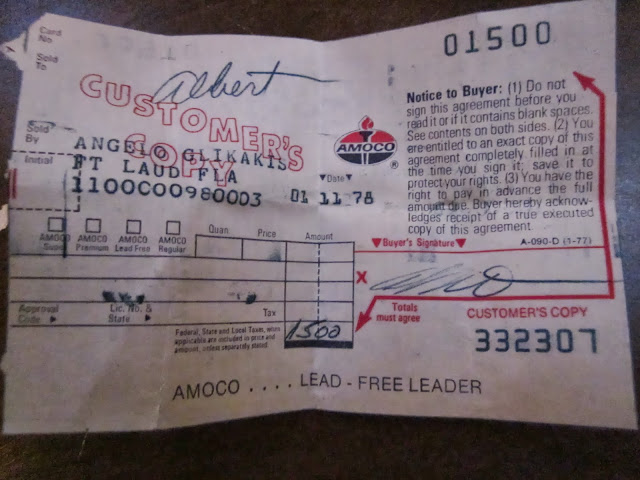 Card
No
01500
Sold
To
Albert
CUSTOMER'S
COPY
Sold
By
Initial
ANGELO GLIKAKIS
FT LAUD FLA
1100C00980003
▼Date▼
01 11 78
AMOCO
®
Notice to Buyer: (1) Do not
sign this agreement before you
read it or if it contains blank spaces.
See contents on both sides. (2) You
are entitled to an exact copy of this
agreement completely filled in at
the time you sign it, save it to
protect your rights. (3) You have the
right to pay in advance the full
amount due. Buyer hereby acknow-
ledges receipt of a true executed
copy of this agreement.
▼Buyer's Signature▼
A-090-D (1-77)
AMOCO
AMOCO
Premium
AMOCO
Lead Free
AMOCO
Regular
Quan.
Price
Amount
X
Approval
Code ▶
Lic. No. &
State ▶
Tax
Federal, State and Local Taxes, where
applicable are included in price and
amount, unless separately stated.
1500
Totals
must agree
CUSTOMER'S COPY
332307
AMOCO . . . . LEAD - FREE LEADER